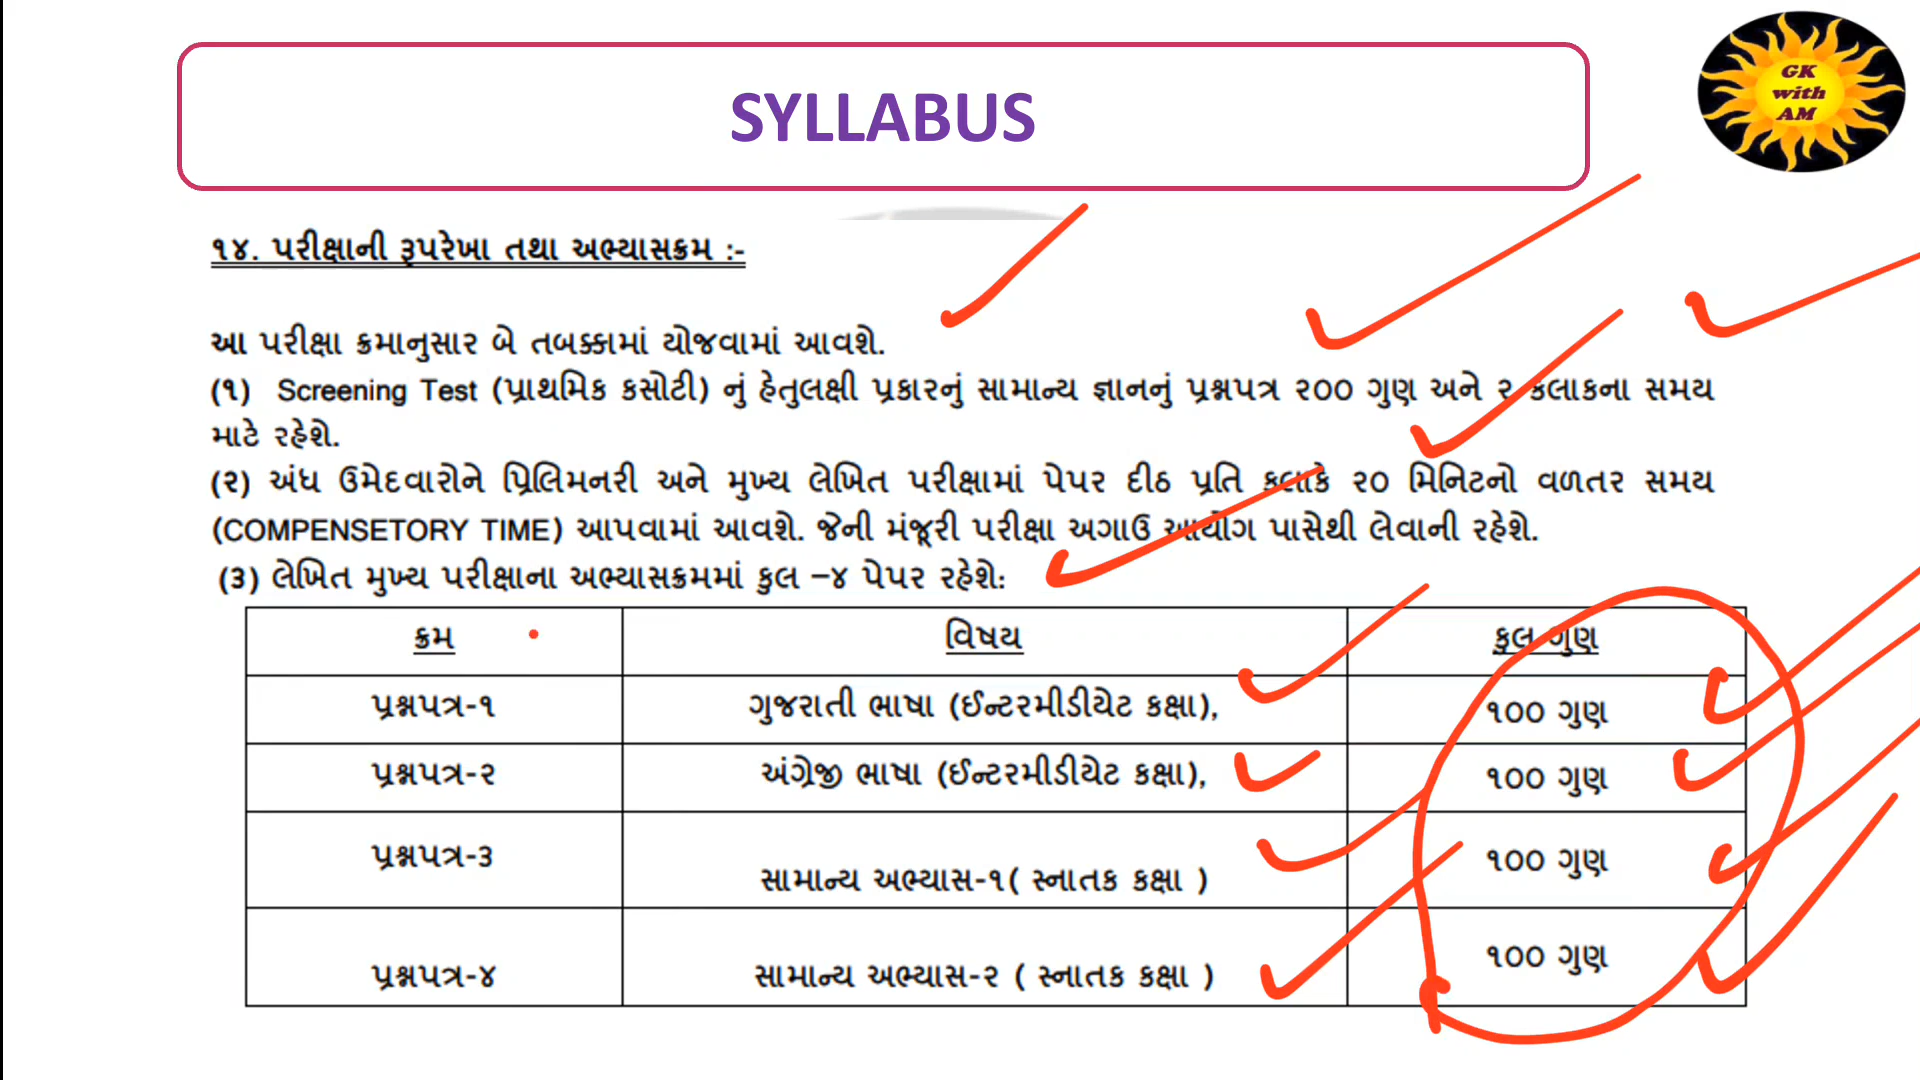 SYLLABUS
GK
with
AM
૧૪. પરીક્ષાની રૂપરેખા તથા અભ્યાસક્રમ :-
આ પરીક્ષા ક્રમાનુસાર બે તબક્કામાં યોજવામાં આવશે.
(૧) Screening Test (પ્રાથમિક કસોટી) નું હેતુલક્ષી પ્રકારનું સામાન્ય જ્ઞાનનું પ્રશ્નપત્ર ૨૦૦ ગુણ અને ૨ કલાકના સમય
માટે રહેશે.
(૨) અંધ ઉમેદવારોને પ્રિલિમનરી અને મુખ્ય લેખિત પરીક્ષામાં પેપર દીઠ પ્રતિ કલાકે ૨૦ મિનિટનો વળતર સમય
(COMPENSETORY TIME) આપવામાં આવશે. જેની મંજૂરી પરીક્ષા અગાઉ આયોગ પાસેથી લેવાની રહેશે.
(૩) લેખિત મુખ્ય પરીક્ષાના અભ્યાસક્રમમાં કુલ –૪ પેપર રહેશે:
ક્રમ વિષય કુલ ગુણ
પ્રશ્નપત્ર-૧ ગુજરાતી ભાષા (ઈન્ટરમીડીયેટ કક્ષા), ૧૦૦ ગુણ
પ્રશ્નપત્ર-૨ અંગ્રેજી ભાષા (ઈન્ટરમીડીયેટ કક્ષા), ૧૦૦ ગુણ
પ્રશ્નપત્ર-૩ સામાન્ય અભ્યાસ-૧( સ્નાતક કક્ષા ) ૧૦૦ ગુણ
પ્રશ્નપત્ર-૪ સામાન્ય અભ્યાસ-૨ ( સ્નાતક કક્ષા ) ૧૦૦ ગુણ